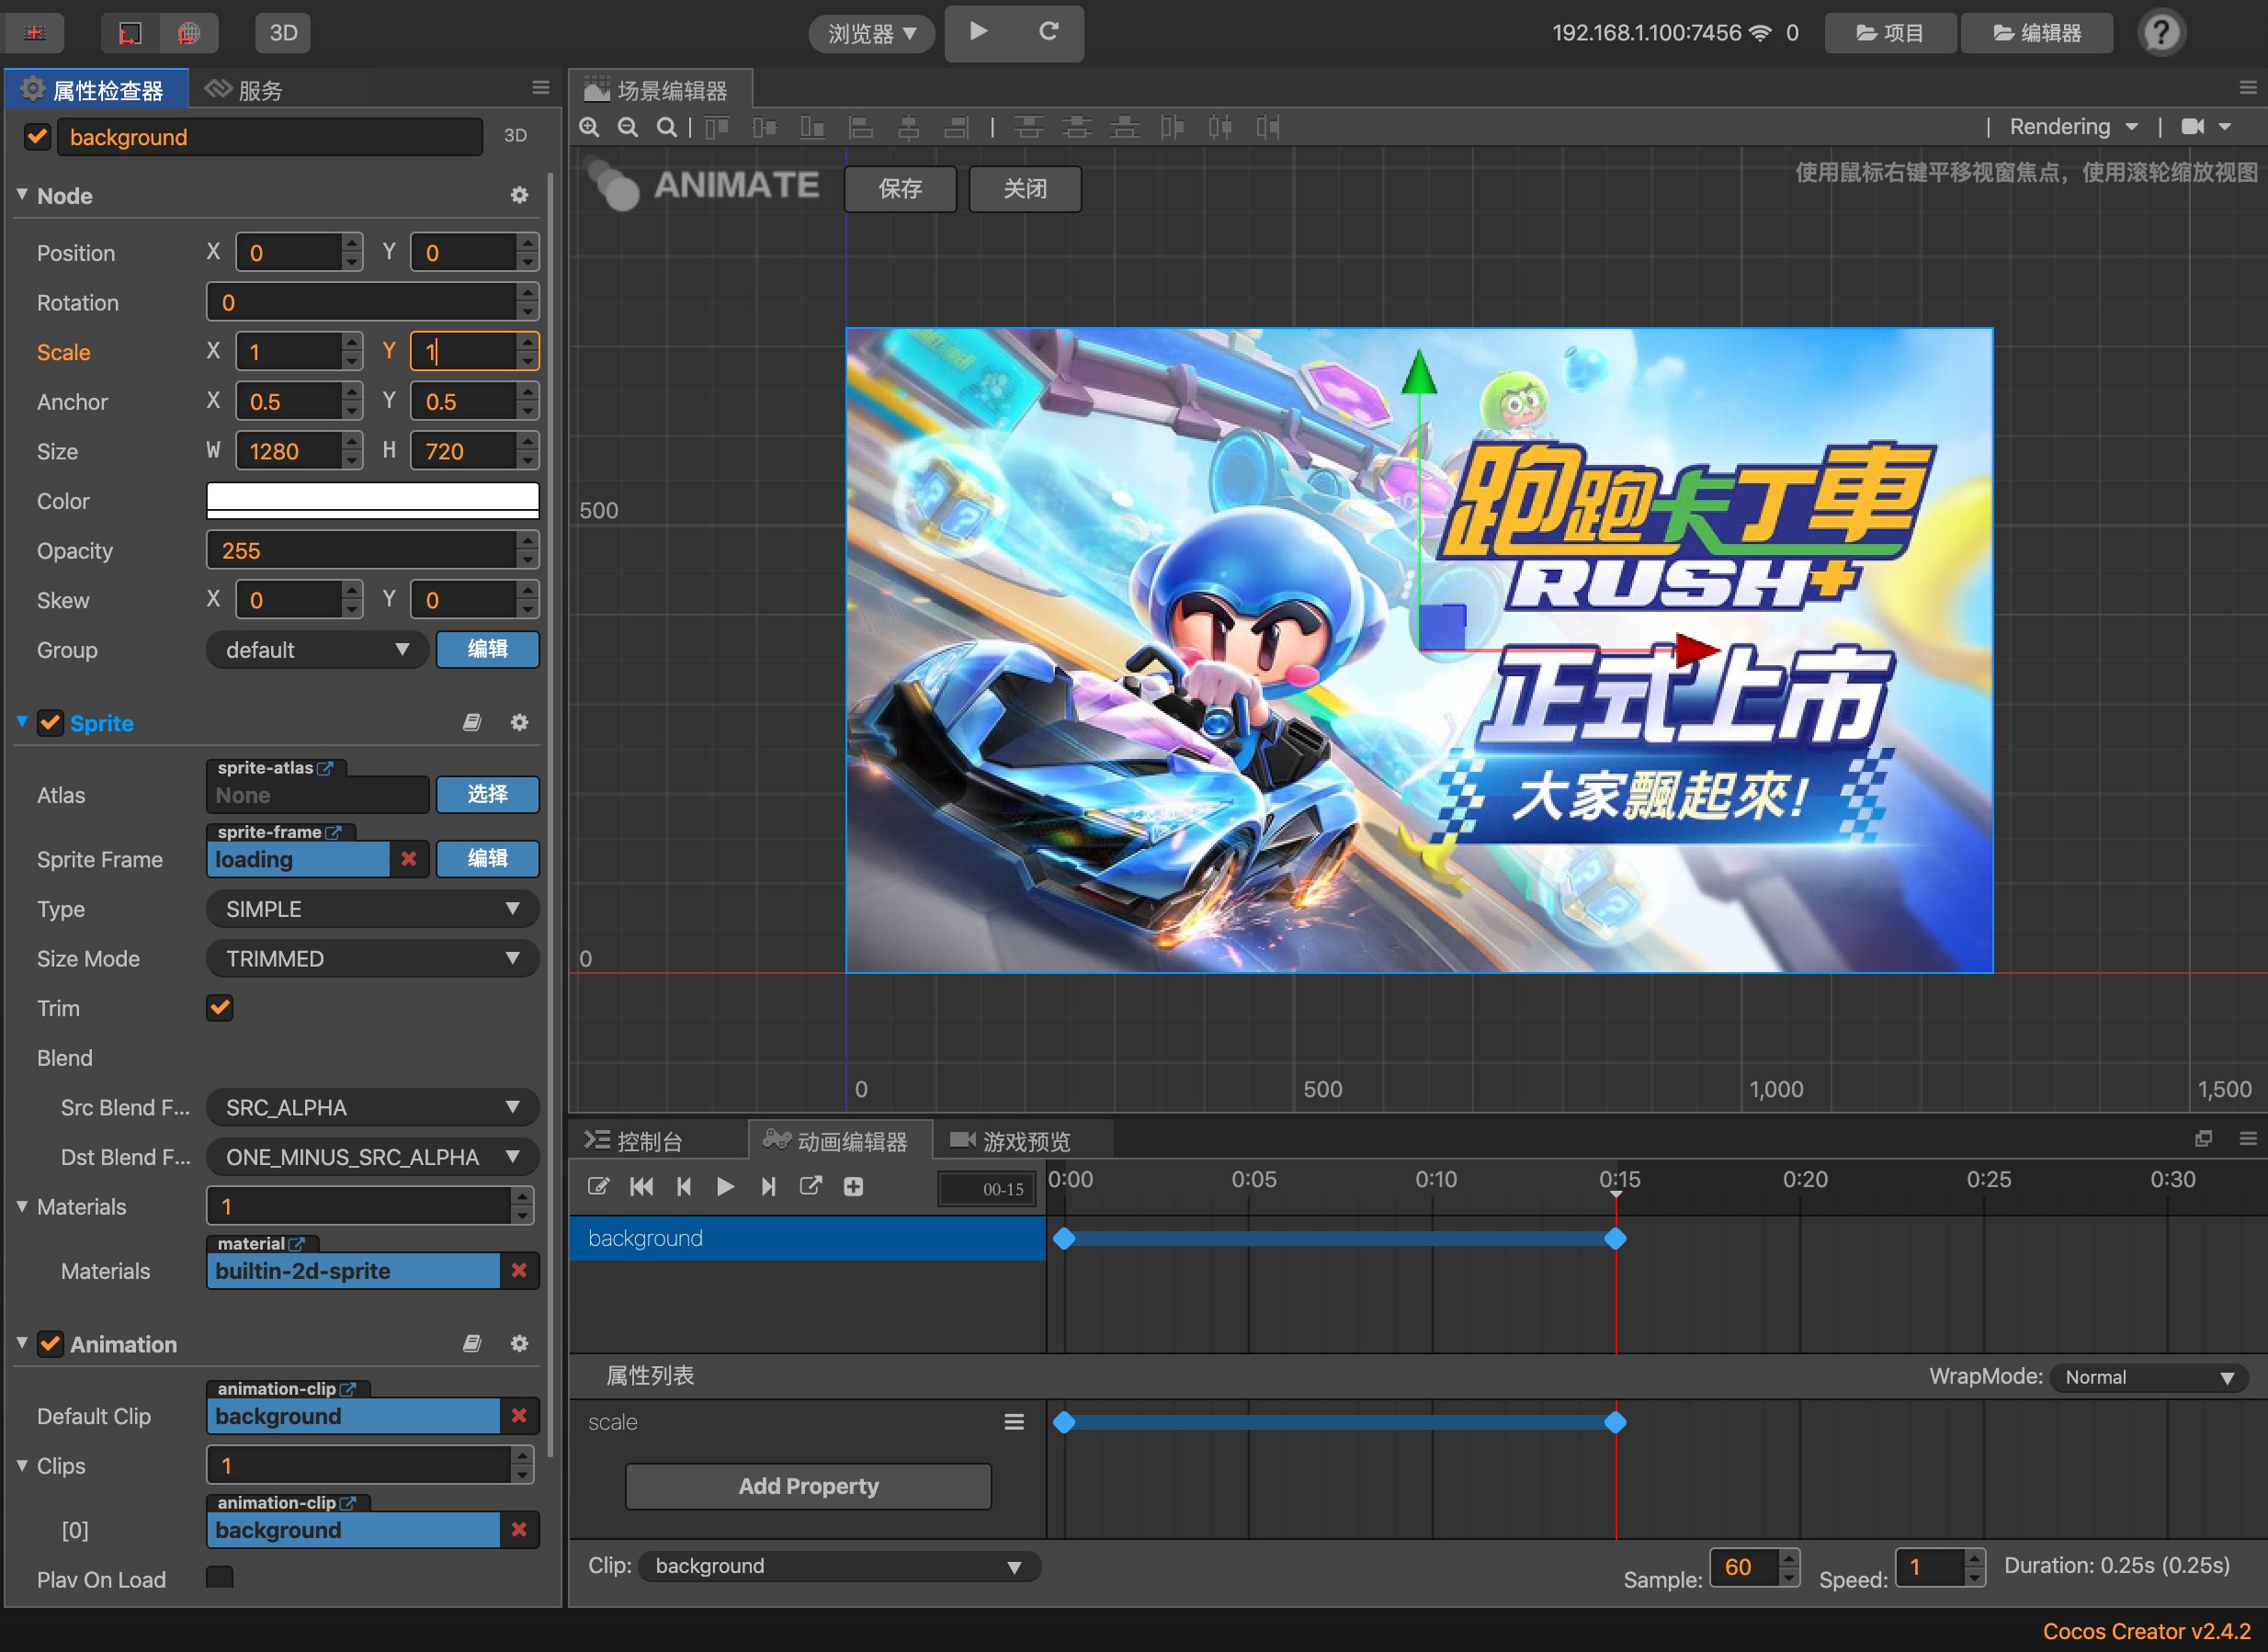 3D
浏览器
192.168.1.100:7456 0
项目
编辑器
?
属性检查器
服务
background 3D
Node
Position X 0 Y 0
Rotation 0
Scale X 1 Y 1
Anchor X 0.5 Y 0.5
Size W 1280 H 720
Color
Opacity 255
Skew X 0 Y 0
Group default 编辑
Sprite
sprite-atlas
Atlas None 选择
sprite-frame
Sprite Frame loading 编辑
Type SIMPLE
Size Mode TRIMMED
Trim
Blend
Src Blend F... SRC_ALPHA
Dst Blend F... ONE_MINUS_SRC_ALPHA
Materials 1
material
Materials builtin-2d-sprite
Animation
animation-clip
Default Clip background
Clips 1
animation-clip
[0] background
Play On Load
场景编辑器
Rendering
ANIMATE 保存 关闭
使用鼠标右键平移视窗焦点，使用滚轮缩放视图
跑跑卡丁車
RUSH+
正式上市
大家飄起來!
500
0
0 500 1,000 1,500
控制台 动画编辑器 游戏预览
00-15 0:00 0:05 0:10 0:15 0:20 0:25 0:30
background
属性列表 WrapMode: Normal
scale
Add Property
Clip: background Sample: 60 Speed: 1 Duration: 0.25s (0.25s)
Cocos Creator v2.4.2